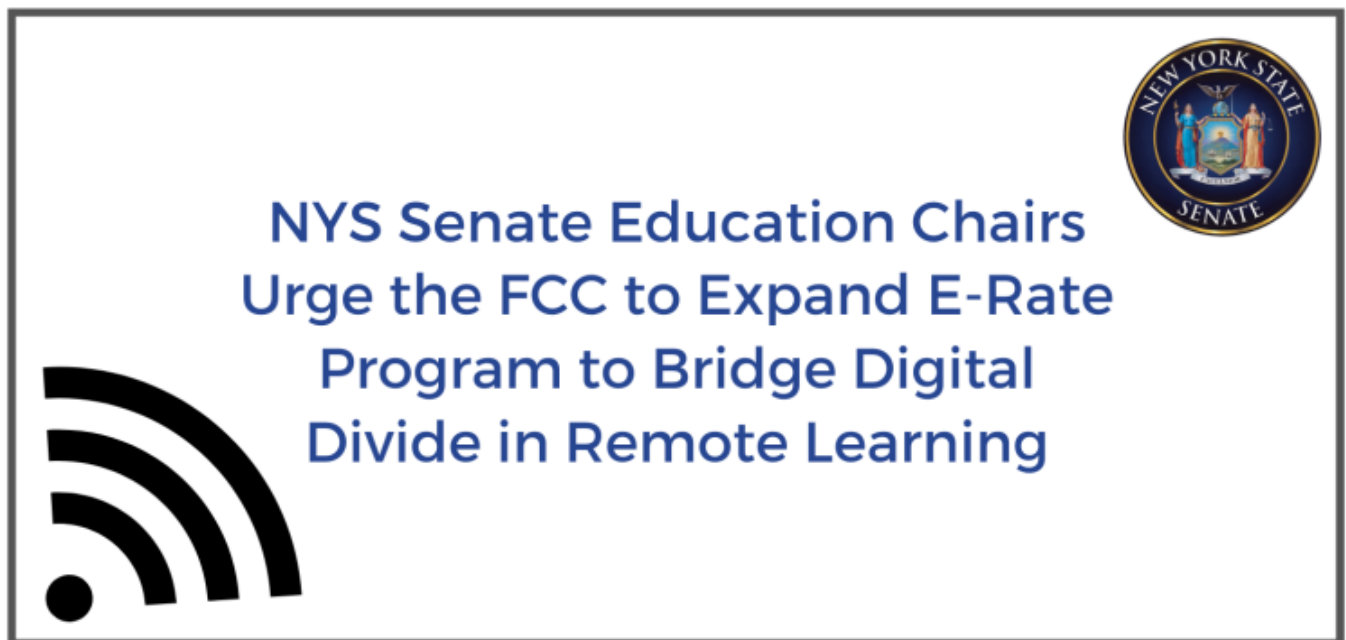 NEW YORK STATE
SENATE
NYS Senate Education Chairs
Urge the FCC to Expand E-Rate
Program to Bridge Digital
Divide in Remote Learning